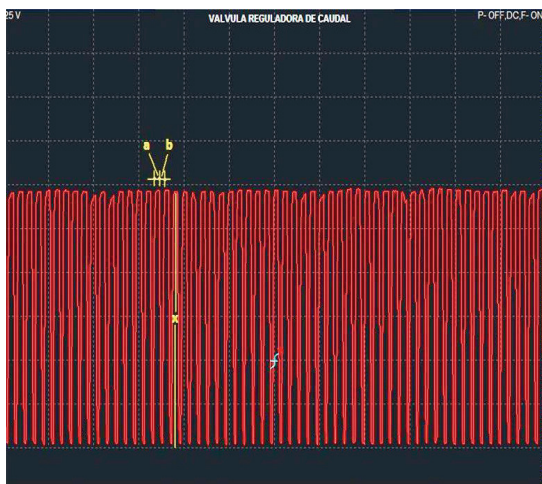 25 V VALVULA REGULADORA DE CAUDAL P- OFF,DC,F- ON
a b
x